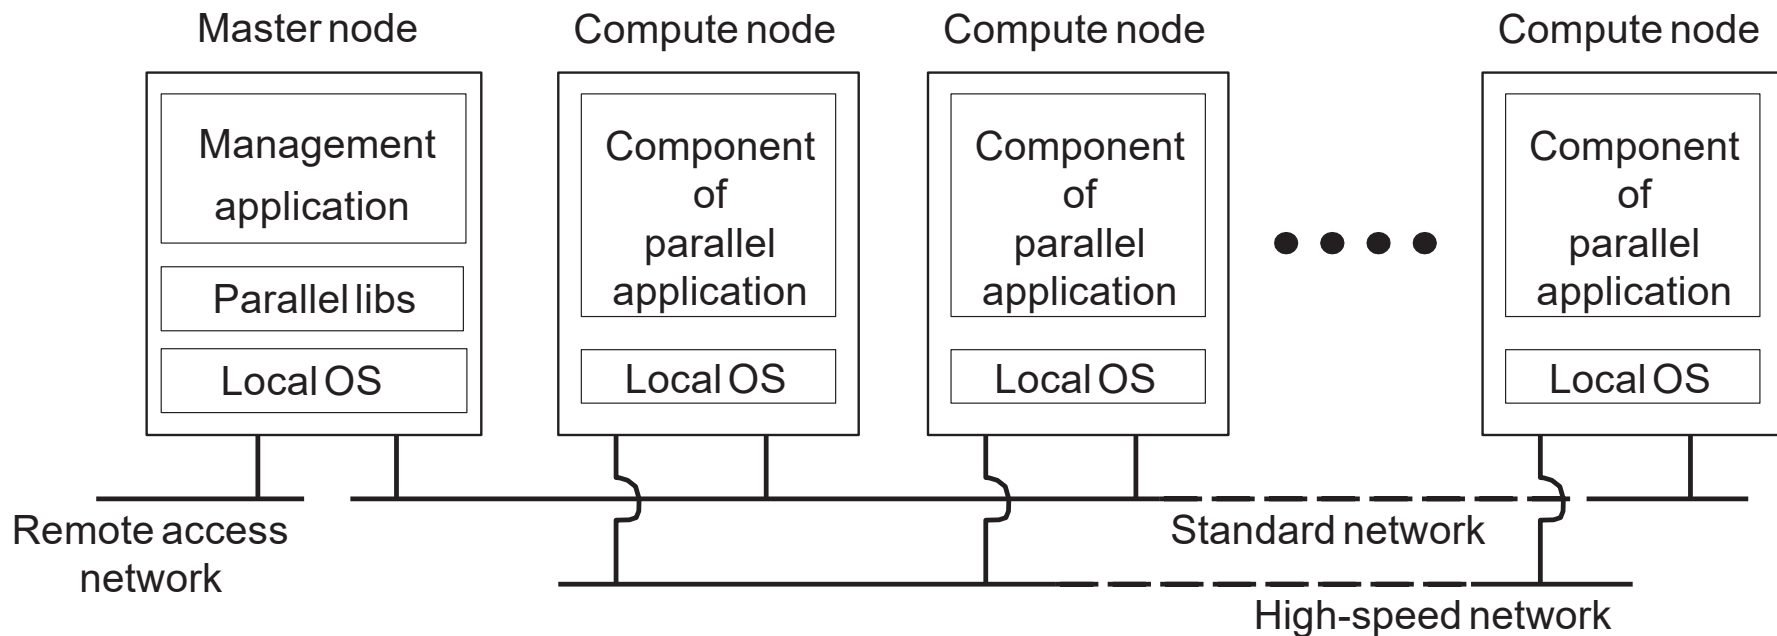 Master node
Compute node
Compute node
Compute node
Management
application
Parallel libs
Local OS
Component
of
parallel
application
Local OS
Component
of
parallel
application
Local OS
Component
of
parallel
application
Local OS
Remote access
network
Standard network
High-speed network